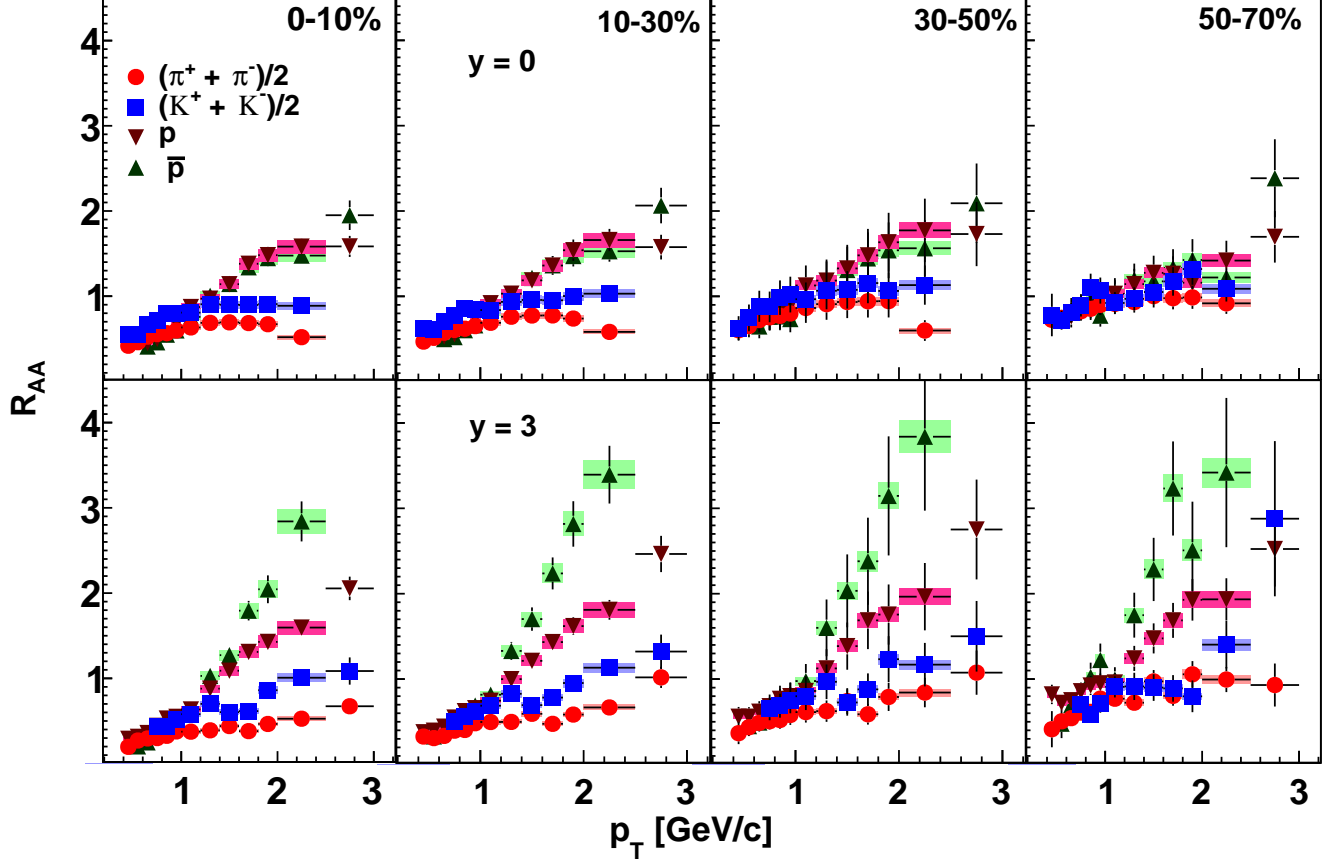 0-10%
10-30%
30-50%
50-70%
4
(π⁺ + π⁻)/2
(K⁺ + K⁻)/2
p
p̅
y = 0
3
2
1
R_AA
4
y = 3
3
2
1
1 2 3
1 2 3
1 2 3
1 2 3
p_T [GeV/c]